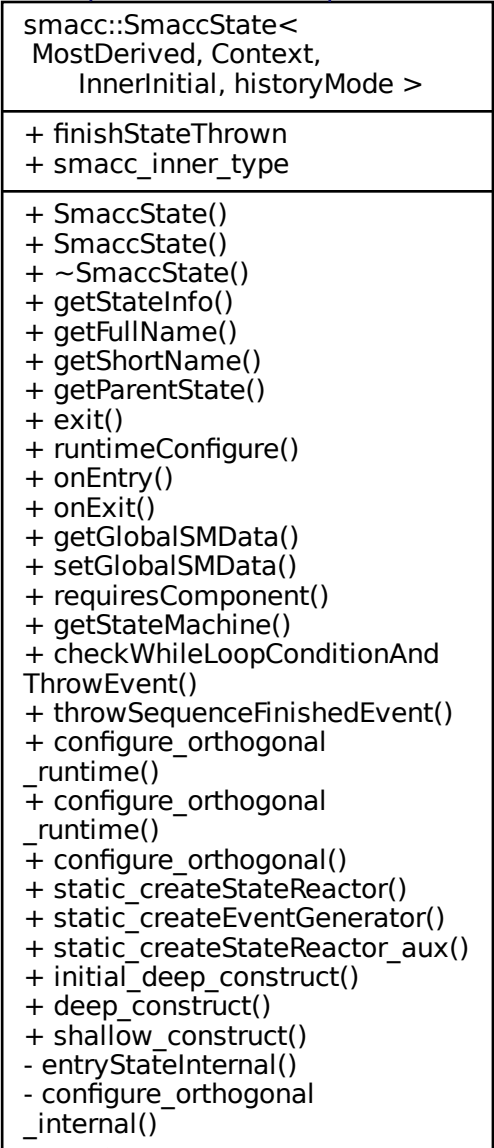 smacc::SmaccState<
MostDerived, Context,
InnerInitial, historyMode >
+ finishStateThrown
+ smacc_inner_type
+ SmaccState()
+ SmaccState()
+ ~SmaccState()
+ getStateInfo()
+ getFullName()
+ getShortName()
+ getParentState()
+ exit()
+ runtimeConfigure()
+ onEntry()
+ onExit()
+ getGlobalSMData()
+ setGlobalSMData()
+ requiresComponent()
+ getStateMachine()
+ checkWhileLoopConditionAnd
ThrowEvent()
+ throwSequenceFinishedEvent()
+ configure_orthogonal
_runtime()
+ configure_orthogonal
_runtime()
+ configure_orthogonal()
+ static_createStateReactor()
+ static_createEventGenerator()
+ static_createStateReactor_aux()
+ initial_deep_construct()
+ deep_construct()
+ shallow_construct()
- entryStateInternal()
- configure_orthogonal
_internal()